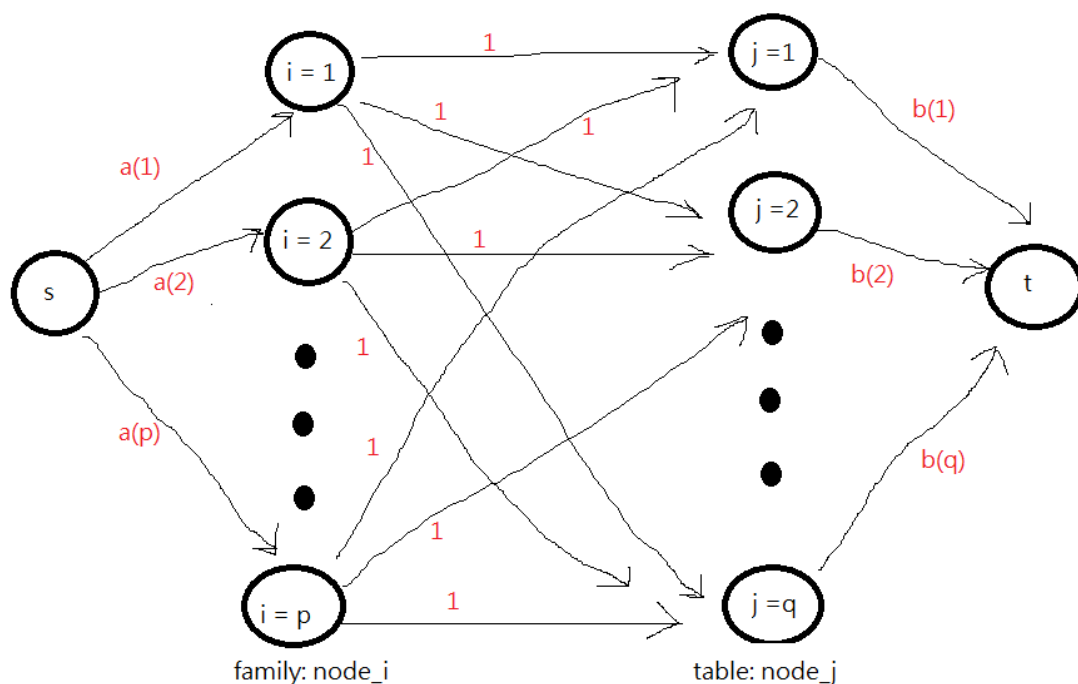 i = 1
j =1
1
a(1)
1
1
1
b(1)
i = 2
j =2
1
s
a(2)
b(2)
t
1
a(p)
1
1
b(q)
i = p
1
j =q
family: node_i
table: node_j